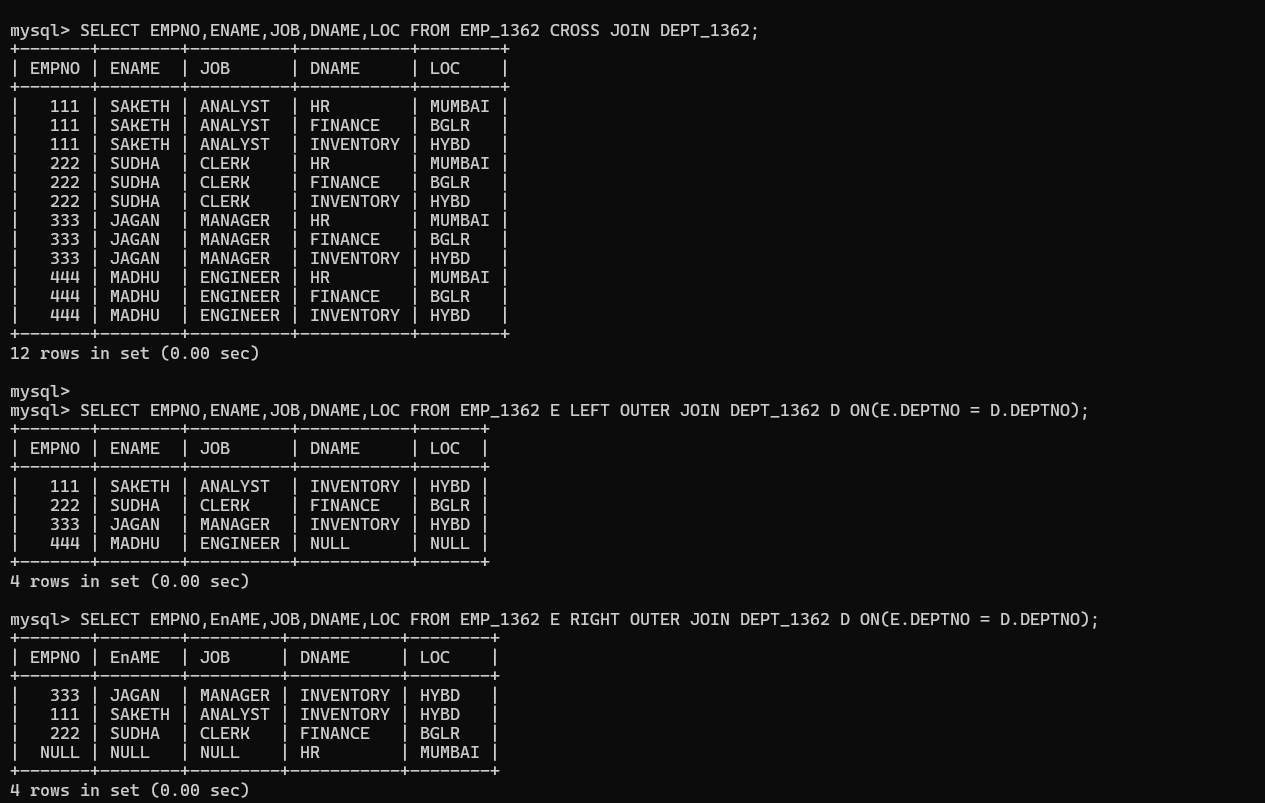 mysql> SELECT EMPNO,ENAME,JOB,DNAME,LOC FROM EMP_1362 CROSS JOIN DEPT_1362;
+-------+--------+----------+-----------+--------+
| EMPNO | ENAME  | JOB      | DNAME     | LOC    |
+-------+--------+----------+-----------+--------+
|   111 | SAKETH | ANALYST  | HR        | MUMBAI |
|   111 | SAKETH | ANALYST  | FINANCE   | BGLR   |
|   111 | SAKETH | ANALYST  | INVENTORY | HYBD   |
|   222 | SUDHA  | CLERK    | HR        | MUMBAI |
|   222 | SUDHA  | CLERK    | FINANCE   | BGLR   |
|   222 | SUDHA  | CLERK    | INVENTORY | HYBD   |
|   333 | JAGAN  | MANAGER  | HR        | MUMBAI |
|   333 | JAGAN  | MANAGER  | FINANCE   | BGLR   |
|   333 | JAGAN  | MANAGER  | INVENTORY | HYBD   |
|   444 | MADHU  | ENGINEER | HR        | MUMBAI |
|   444 | MADHU  | ENGINEER | FINANCE   | BGLR   |
|   444 | MADHU  | ENGINEER | INVENTORY | HYBD   |
+-------+--------+----------+-----------+--------+
12 rows in set (0.00 sec)

mysql>
mysql> SELECT EMPNO,ENAME,JOB,DNAME,LOC FROM EMP_1362 E LEFT OUTER JOIN DEPT_1362 D ON(E.DEPTNO = D.DEPTNO);
+-------+--------+----------+-----------+------+
| EMPNO | ENAME  | JOB      | DNAME     | LOC  |
+-------+--------+----------+-----------+------+
|   111 | SAKETH | ANALYST  | INVENTORY | HYBD |
|   222 | SUDHA  | CLERK    | FINANCE   | BGLR |
|   333 | JAGAN  | MANAGER  | INVENTORY | HYBD |
|   444 | MADHU  | ENGINEER | NULL      | NULL |
+-------+--------+----------+-----------+------+
4 rows in set (0.00 sec)

mysql> SELECT EMPNO,EnAME,JOB,DNAME,LOC FROM EMP_1362 E RIGHT OUTER JOIN DEPT_1362 D ON(E.DEPTNO = D.DEPTNO);
+-------+--------+---------+-----------+--------+
| EMPNO | EnAME  | JOB     | DNAME     | LOC    |
+-------+--------+---------+-----------+--------+
|   333 | JAGAN  | MANAGER | INVENTORY | HYBD   |
|   111 | SAKETH | ANALYST | INVENTORY | HYBD   |
|   222 | SUDHA  | CLERK   | FINANCE   | BGLR   |
|  NULL | NULL   | NULL    | HR        | MUMBAI |
+-------+--------+---------+-----------+--------+
4 rows in set (0.00 sec)